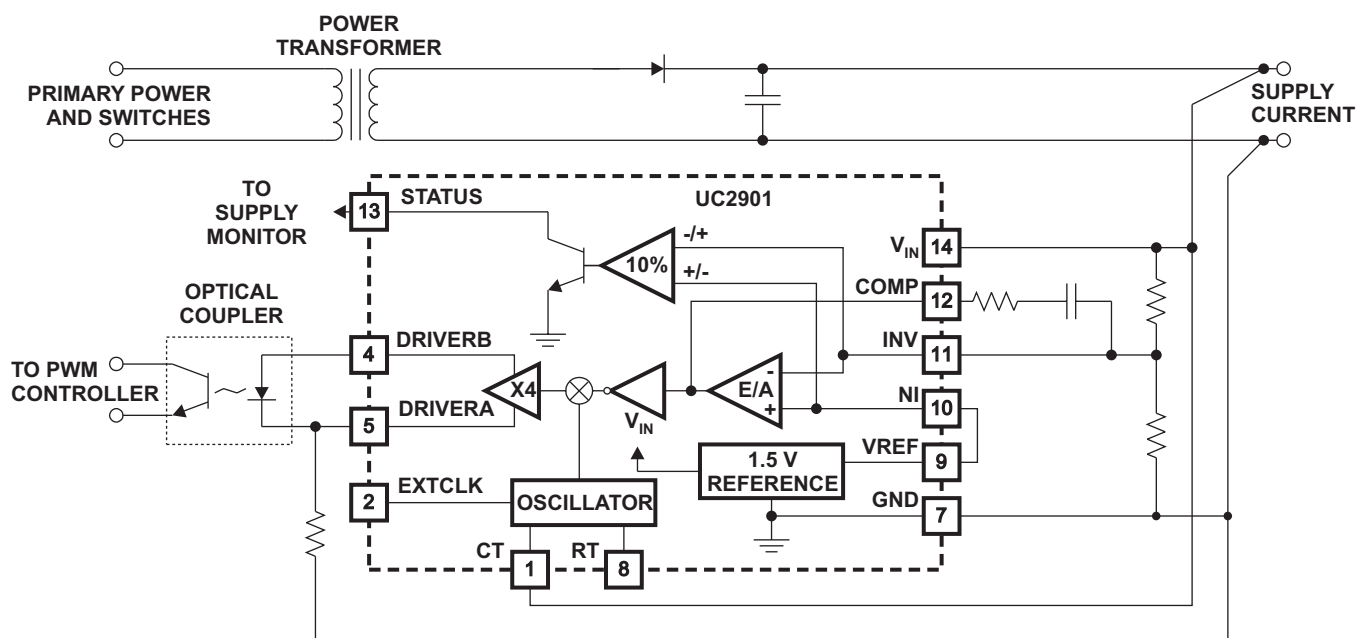 POWER
TRANSFORMER
PRIMARY POWER
AND SWITCHES
SUPPLY
CURRENT
TO
SUPPLY
MONITOR
13
STATUS
UC2901
-/+
10%
+/-
VIN
14
COMP
12
OPTICAL
COUPLER
4
DRIVERB
INV
11
TO PWM
CONTROLLER
X4
VIN
E/A
-
+
NI
10
5
DRIVERA
VREF
9
1.5 V
REFERENCE
2
EXTCLK
OSCILLATOR
GND
7
CT
1
RT
8